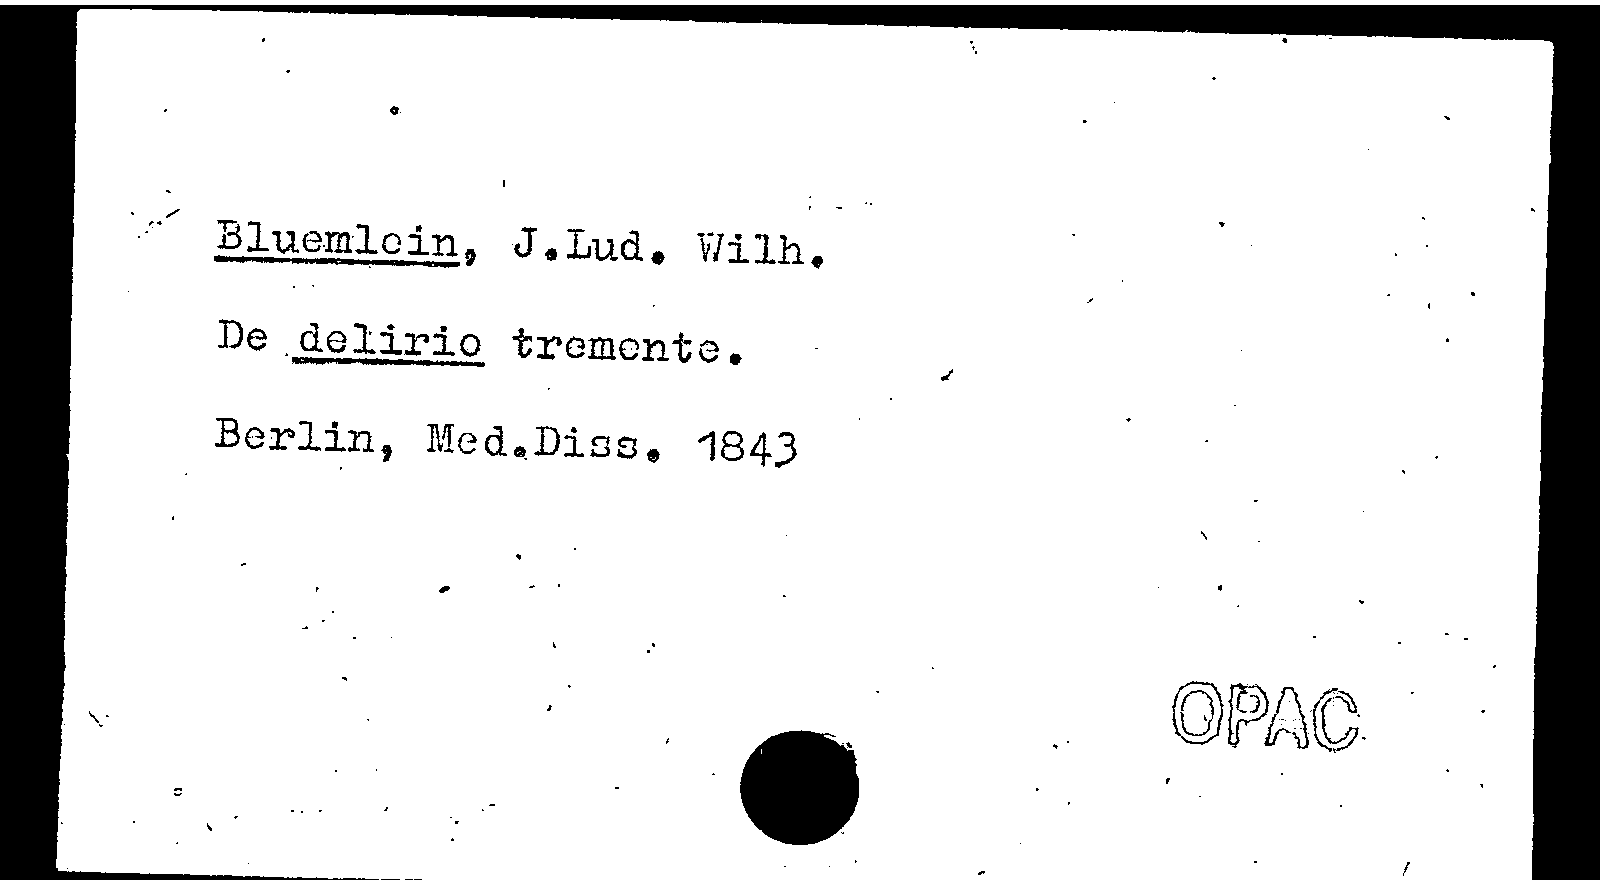 Bluemlein, J.Lud. Wilh.
De delirio tremente.
Berlin, Med.Diss. 1843
OPAC